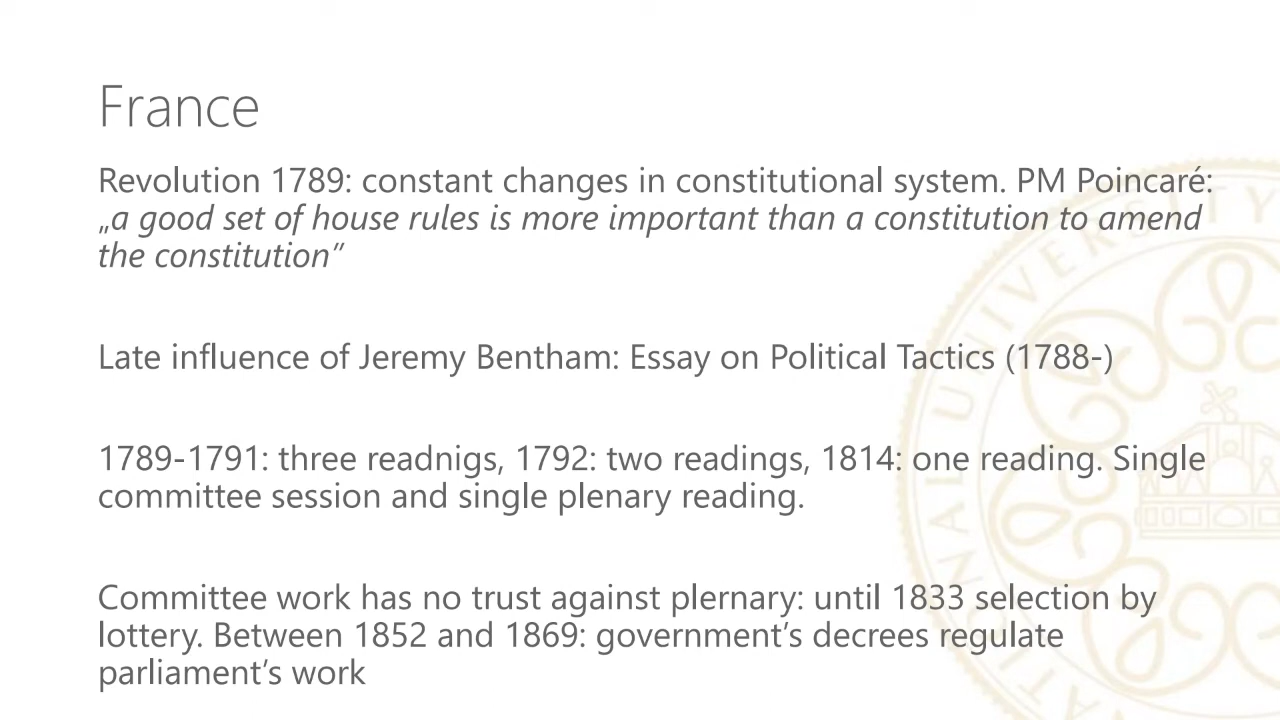 France
Revolution 1789: constant changes in constitutional system. PM Poincaré:
„a good set of house rules is more important than a constitution to amend
the constitution”
Late influence of Jeremy Bentham: Essay on Political Tactics (1788-)
1789-1791: three readnigs, 1792: two readings, 1814: one reading. Single
committee session and single plenary reading.
Committee work has no trust against plernary: until 1833 selection by
lottery. Between 1852 and 1869: government’s decrees regulate
parliament’s work